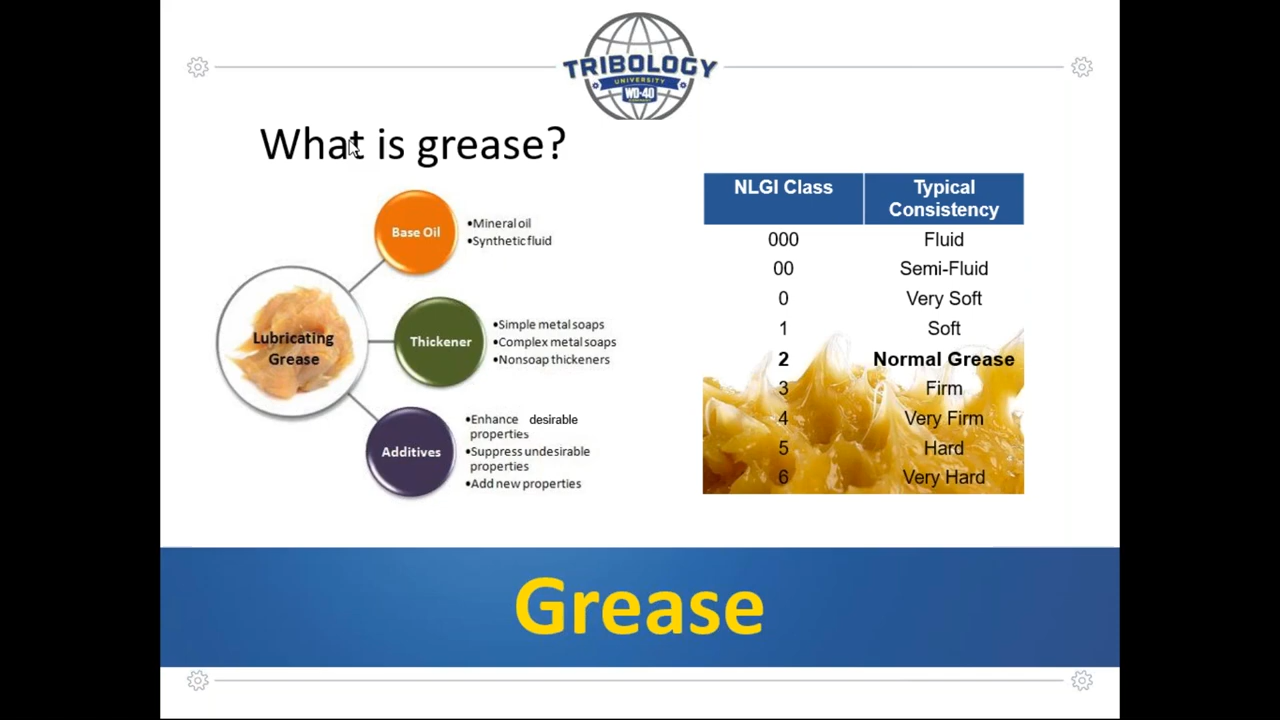 TRIBOLOGY
UNIVERSITY
WD-40
What is grease?
Lubricating
Grease
Base Oil
•Mineral oil
•Synthetic fluid
Thickener
•Simple metal soaps
•Complex metal soaps
•Nonsoap thickeners
Additives
•Enhance desirable
properties
•Suppress undesirable
properties
•Add new properties
NLGI Class Typical
Consistency
000 Fluid
00 Semi-Fluid
0 Very Soft
1 Soft
2 Normal Grease
3 Firm
4 Very Firm
5 Hard
6 Very Hard
Grease